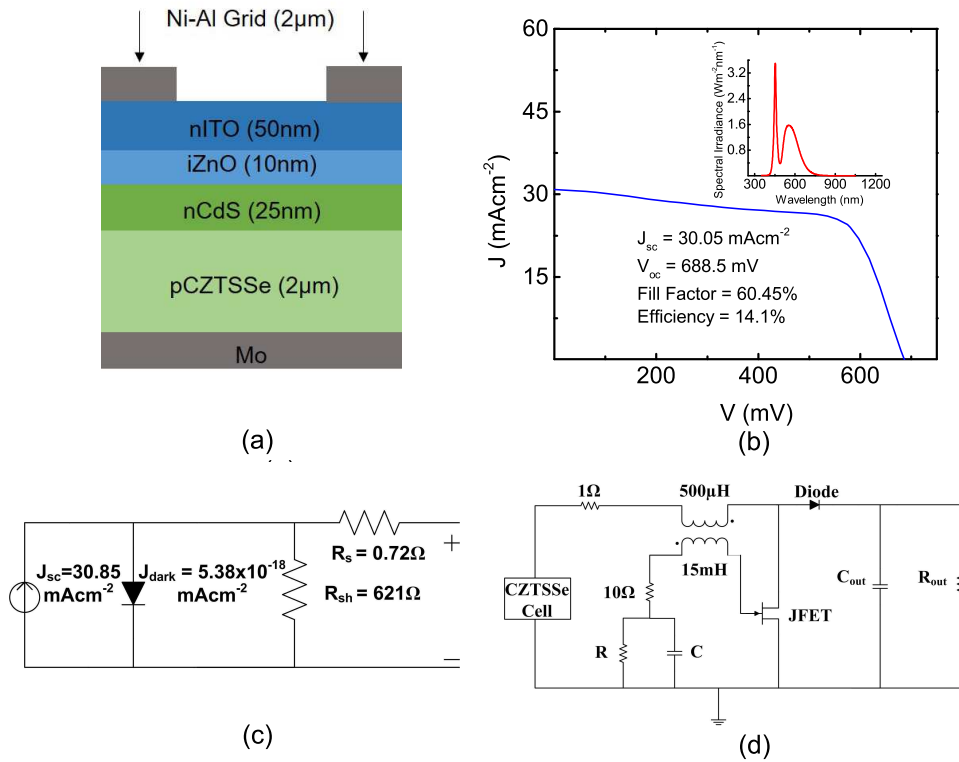 Ni-Al Grid (2µm)
nITO (50nm)
iZnO (10nm)
nCdS (25nm)
pCZTSSe (2µm)
Mo
(a)
60
45
30
15
J (mAcm-2)
200
400
600
V (mV)
Spectral Irradiance (Wm-2nm-1)
3.2
2.4
1.6
0.8
300
600
900
1200
Wavelength (nm)
Jsc = 30.05 mAcm-2
Voc = 688.5 mV
Fill Factor = 60.45%
Efficiency = 14.1%
(b)
Jsc=30.85
mAcm-2
Jdark = 5.38x10-18
mAcm-2
Rs = 0.72Ω
Rsh = 621Ω
+
−
(c)
1Ω
500µH
Diode
15mH
CZTSSe
Cell
10Ω
R
C
JFET
Cout
Rout
(d)